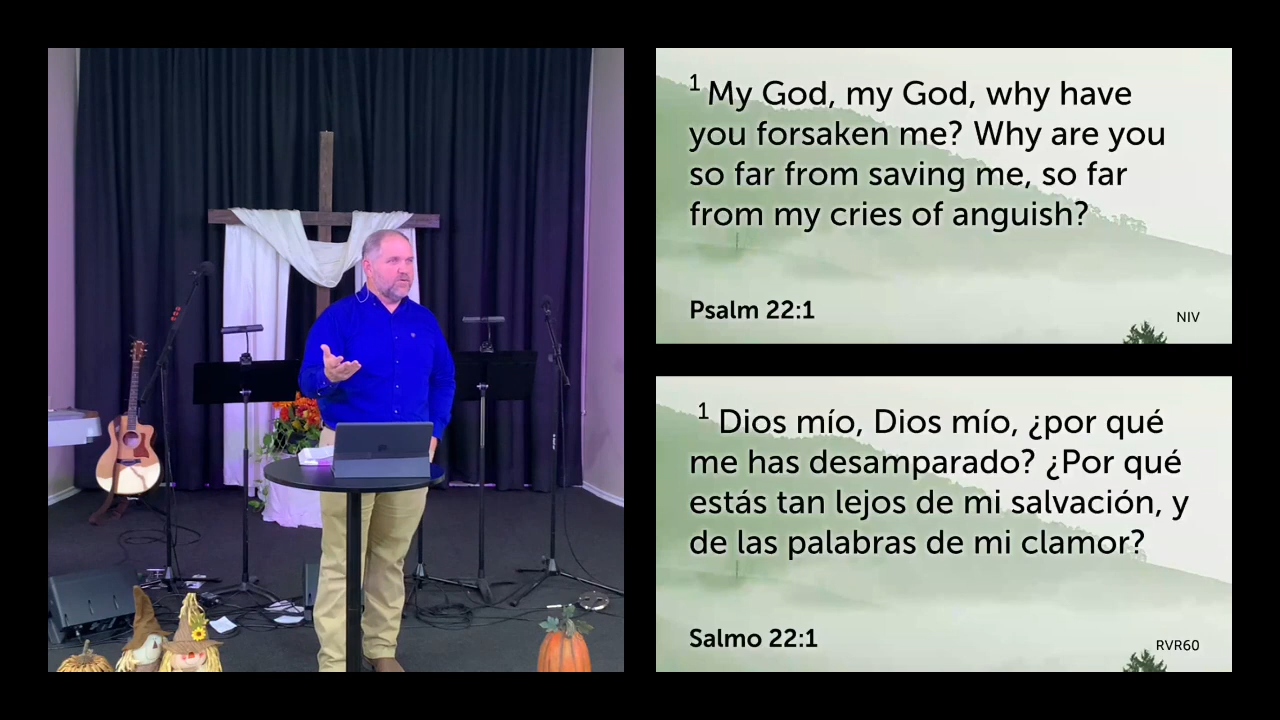 1 My God, my God, why have
you forsaken me? Why are you
so far from saving me, so far
from my cries of anguish?
Psalm 22:1
NIV
1 Dios mío, Dios mío, ¿por qué
me has desamparado? ¿Por qué
estás tan lejos de mi salvación, y
de las palabras de mi clamor?
Salmo 22:1
RVR60